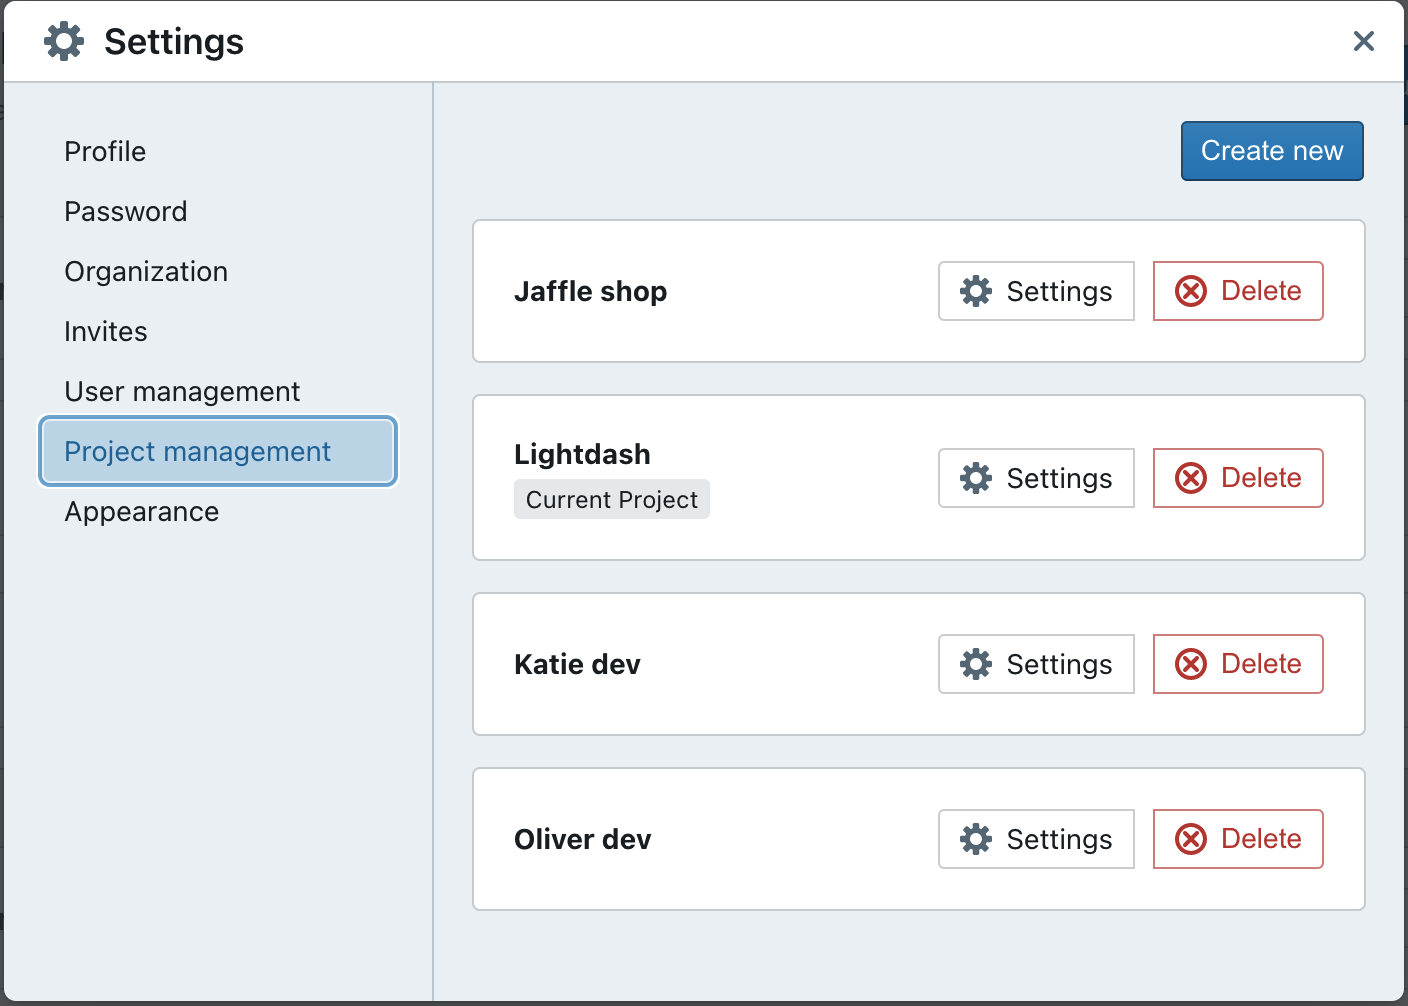 Settings
Profile
Password
Organization
Invites
User management
Project management
Appearance
Create new
Jaffle shop
Settings
Delete
Lightdash
Current Project
Settings
Delete
Katie dev
Settings
Delete
Oliver dev
Settings
Delete